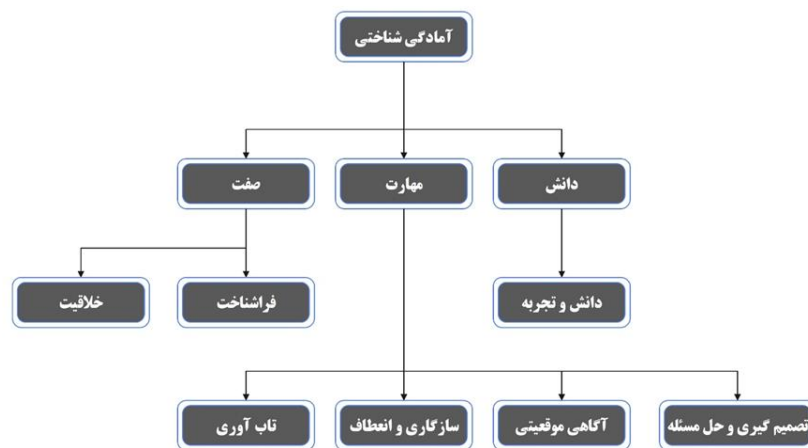 آمادگی شناختی
دانش
مهارت
صفت
دانش و تجربه
فراشناخت
خلاقیت
تصمیم گیری و حل مسئله
آگاهی موقعیتی
سازگاری و انعطاف
تاب آوری